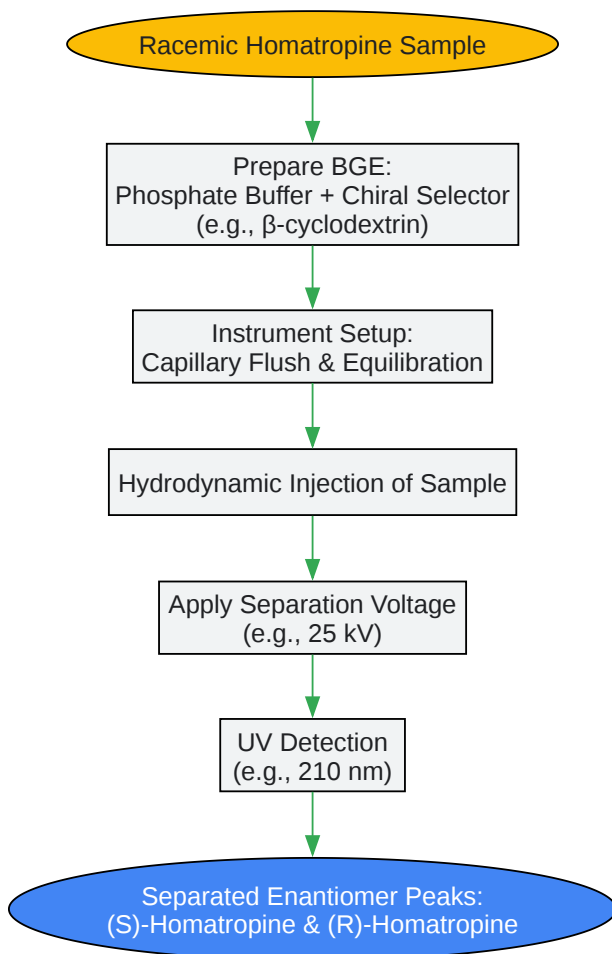 Racemic Homatropine Sample
Prepare BGE:
Phosphate Buffer + Chiral Selector
(e.g., β-cyclodextrin)
Instrument Setup:
Capillary Flush & Equilibration
Hydrodynamic Injection of Sample
Apply Separation Voltage
(e.g., 25 kV)
UV Detection
(e.g., 210 nm)
Separated Enantiomer Peaks:
(S)-Homatropine & (R)-Homatropine